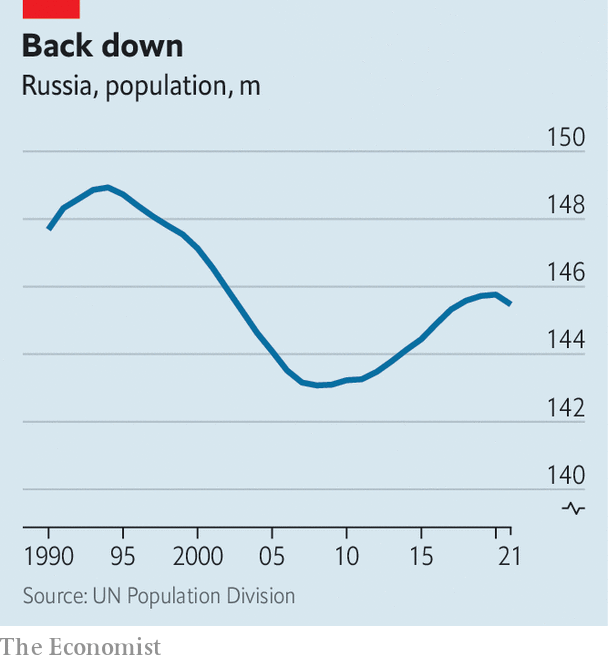 Back down
Russia, population, m
150
148
146
144
142
140
1990 95 2000 05 10 15 21
Source: UN Population Division
The Economist